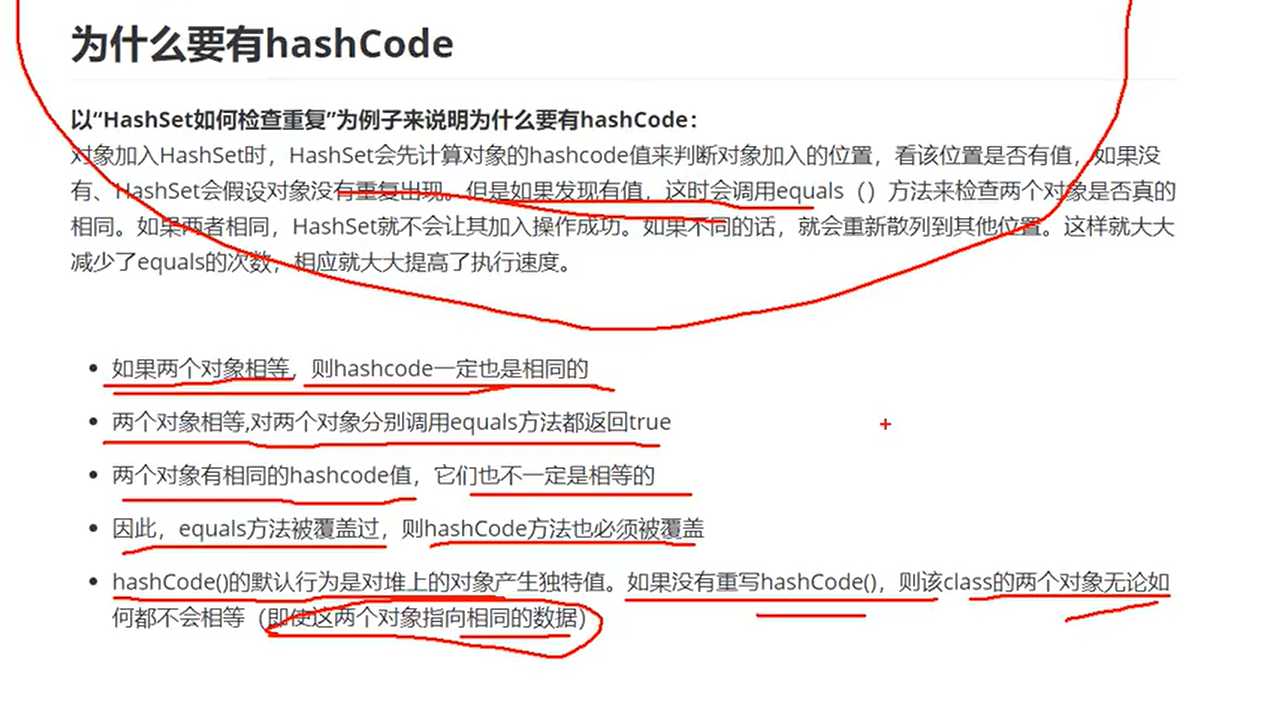 为什么要有hashCode
以“HashSet如何检查重复”为例子来说明为什么要有hashCode：
对象加入HashSet时，HashSet会先计算对象的hashcode值来判断对象加入的位置，看该位置是否有值，如果没
有、HashSet会假设对象没有重复出现。但是如果发现有值，这时会调用equals（）方法来检查两个对象是否真的
相同。如果两者相同，HashSet就不会让其加入操作成功。如果不同的话，就会重新散列到其他位置。这样就大大
减少了equals的次数，相应就大大提高了执行速度。
如果两个对象相等，则hashcode一定也是相同的
两个对象相等,对两个对象分别调用equals方法都返回true
两个对象有相同的hashcode值，它们也不一定是相等的
因此，equals方法被覆盖过，则hashCode方法也必须被覆盖
hashCode()的默认行为是对堆上的对象产生独特值。如果没有重写hashCode()，则该class的两个对象无论如
何都不会相等（即使这两个对象指向相同的数据）